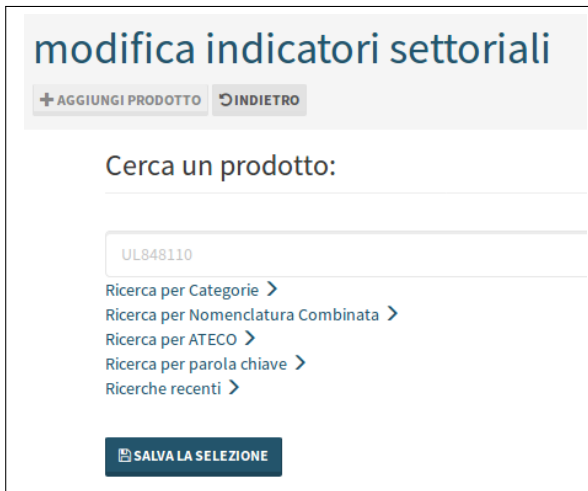 modifica indicatori settoriali
AGGIUNGI PRODOTTO INDIETRO
Cerca un prodotto:
UL848110
Ricerca per Categorie
Ricerca per Nomenclatura Combinata
Ricerca per ATECO
Ricerca per parola chiave
Ricerche recenti
SALVA LA SELEZIONE